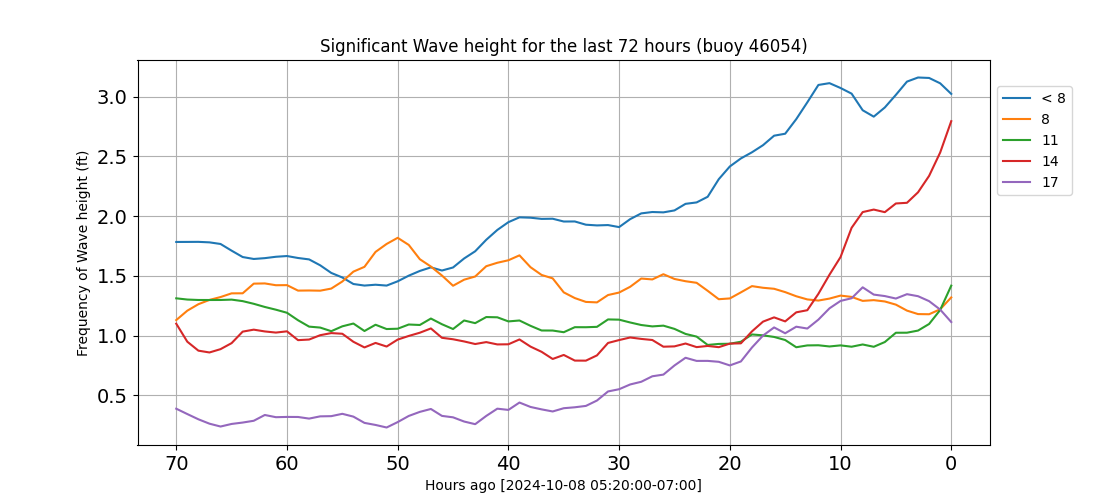 Significant Wave height for the last 72 hours (buoy 46054)
Frequency of Wave height (ft)
3.0
2.5
2.0
1.5
1.0
0.5
70 60 50 40 30 20 10 0
Hours ago [2024-10-08 05:20:00-07:00]
< 8
8
11
14
17